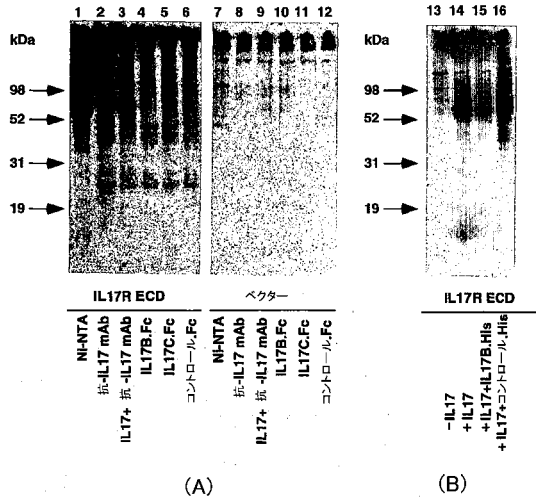 1 2 3 4 5 6 7 8 9 10 11 12
kDa
98
52
31
19
IL17R ECD
ベクター
Ni-NTA
抗-IL17 mAb
IL17+ 抗 -IL17 mAb
IL17B.Fc
IL17C.Fc
コントロール.Fc
Ni-NTA
抗-IL17 mAb
IL17+ 抗 -IL17 mAb
IL17B.Fc
IL17C.Fc
コントロール.Fc
(A)
13 14 15 16
kDa
98
52
31
19
IL17R ECD
-IL17
+IL17
+IL17+IL17B.His
+IL17+コントロール.His
(B)